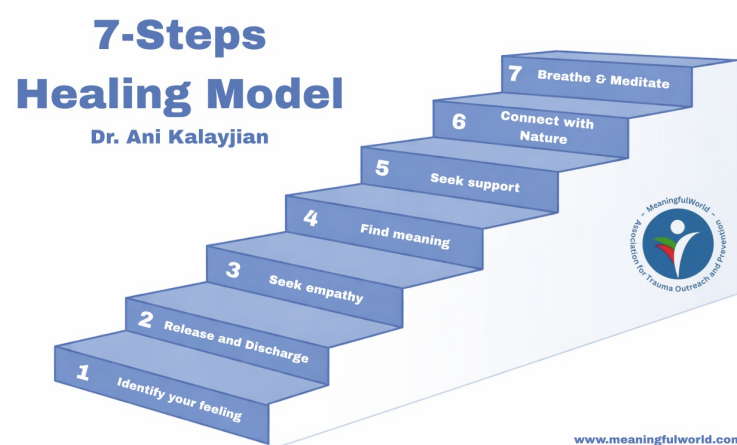 7-Steps
Healing Model
Dr. Ani Kalayjian
7 Breathe & Meditate
6 Connect with
Nature
5 Seek support
4 Find meaning
3 Seek empathy
2 Release and Discharge
1 Identify your feeling
~ MeaningfulWorld ~
Association for Trauma Outreach and Prevention
www.meaningfulworld.com